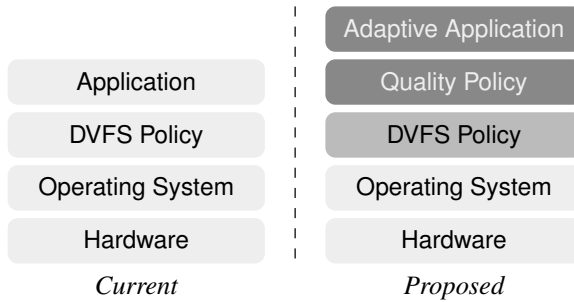 Application
DVFS Policy
Operating System
Hardware
Current
Adaptive Application
Quality Policy
DVFS Policy
Operating System
Hardware
Proposed